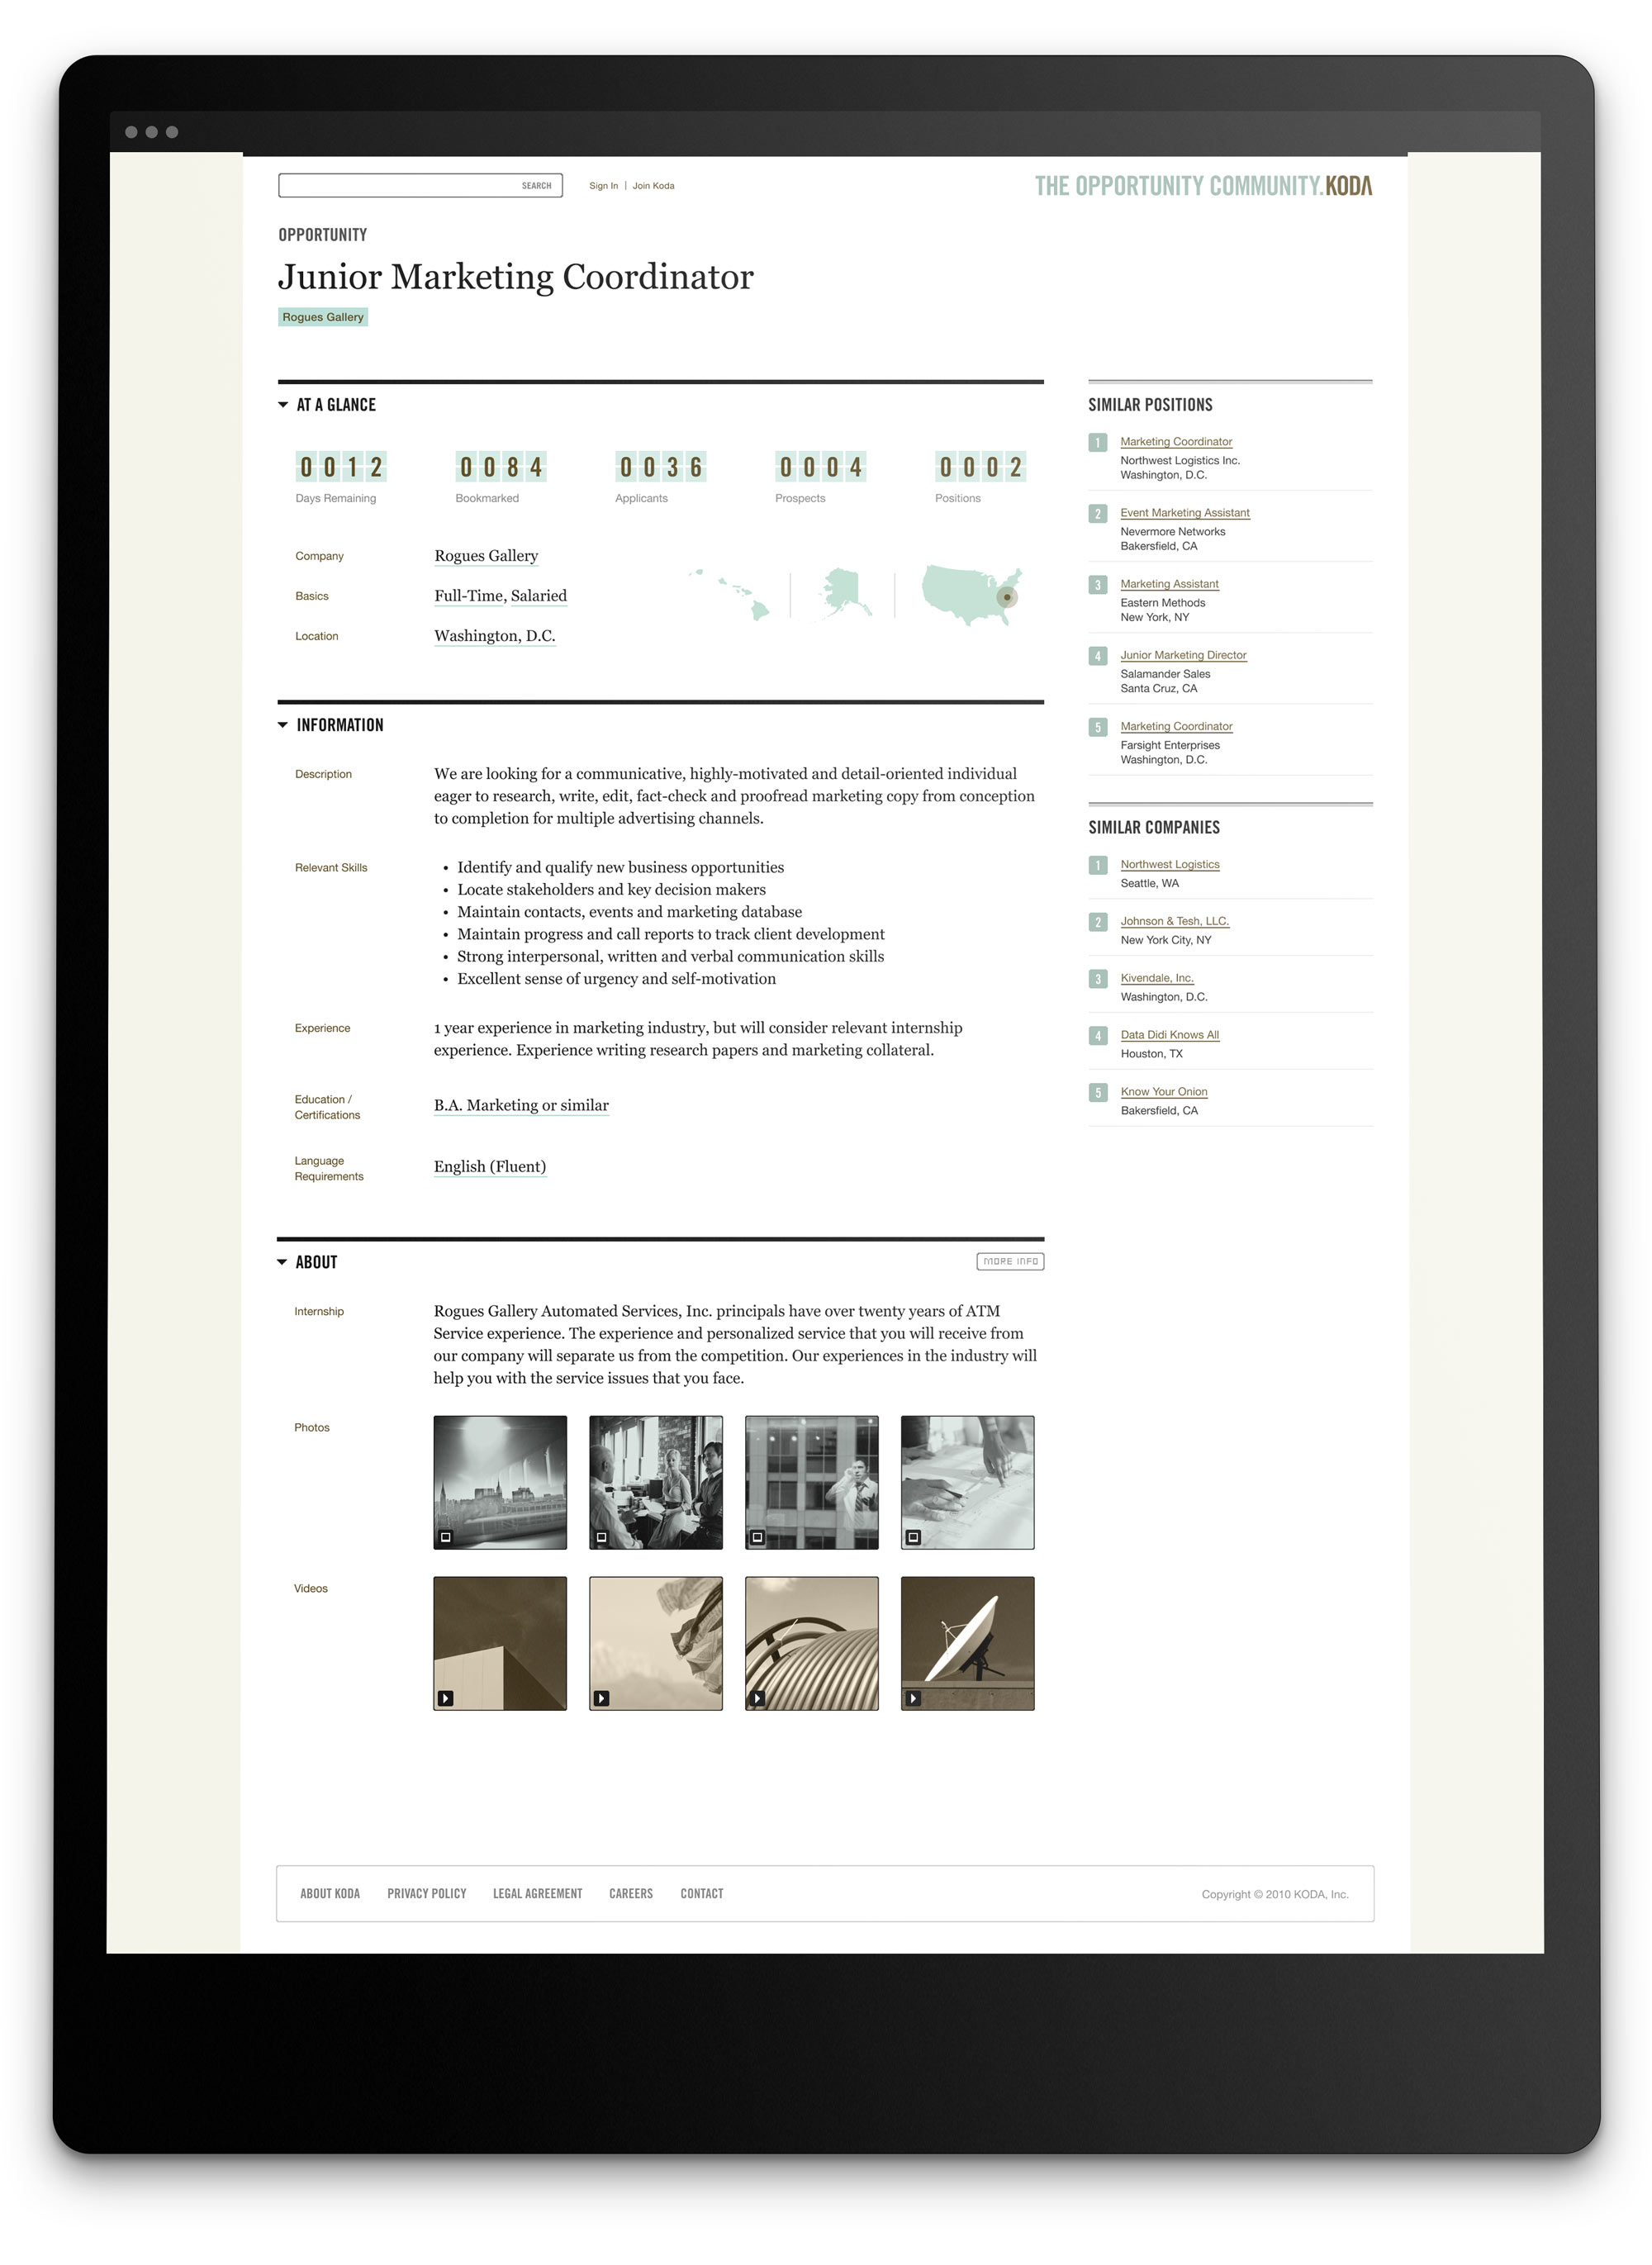 SEARCH
Sign In | Join Koda
THE OPPORTUNITY COMMUNITY.KODA
OPPORTUNITY
Junior Marketing Coordinator
Rogues Gallery
AT A GLANCE
0012 0084 0036 0004 0002
Days Remaining Bookmarked Applicants Prospects Positions
Company Rogues Gallery
Basics Full-Time, Salaried
Location Washington, D.C.
INFORMATION
Description We are looking for a communicative, highly-motivated and detail-oriented individual
eager to research, write, edit, fact-check and proofread marketing copy from conception
to completion for multiple advertising channels.
Relevant Skills • Identify and qualify new business opportunities
• Locate stakeholders and key decision makers
• Maintain contacts, events and marketing database
• Maintain progress and call reports to track client development
• Strong interpersonal, written and verbal communication skills
• Excellent sense of urgency and self-motivation
Experience 1 year experience in marketing industry, but will consider relevant internship
experience. Experience writing research papers and marketing collateral.
Education /
Certifications
B.A. Marketing or similar
Language
Requirements
English (Fluent)
ABOUT
MORE INFO
Internship Rogues Gallery Automated Services, Inc. principals have over twenty years of ATM
Service experience. The experience and personalized service that you will receive from
our company will separate us from the competition. Our experiences in the industry will
help you with the service issues that you face.
Photos
Videos
SIMILAR POSITIONS
1 Marketing Coordinator
Northwest Logistics Inc.
Washington, D.C.
2 Event Marketing Assistant
Nevermore Networks
Bakersfield, CA
3 Marketing Assistant
Eastern Methods
New York, NY
4 Junior Marketing Director
Salamander Sales
Santa Cruz, CA
5 Marketing Coordinator
Farsight Enterprises
Washington, D.C.
SIMILAR COMPANIES
1 Northwest Logistics
Seattle, WA
2 Johnson & Tesh, LLC.
New York City, NY
3 Kivendale, Inc.
Washington, D.C.
4 Data Didi Knows All
Houston, TX
5 Know Your Onion
Bakersfield, CA
ABOUT KODA PRIVACY POLICY LEGAL AGREEMENT CAREERS CONTACT
Copyright © 2010 KODA, Inc.